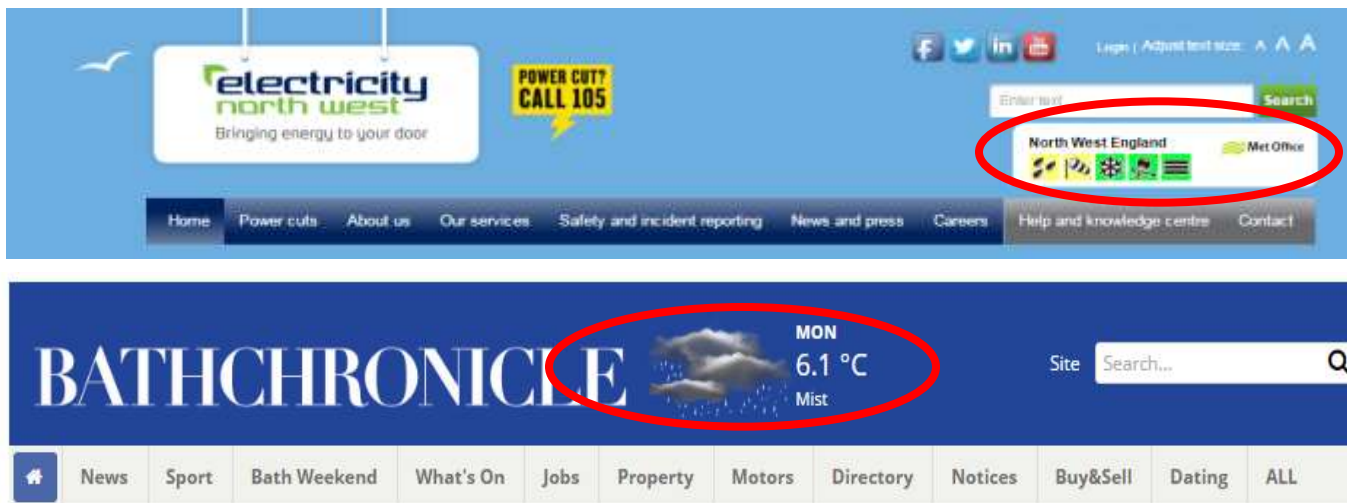 electricity
north west
Bringing energy to your door
POWER CUT?
CALL 105
Login | Adjust text size: A A A
Enter text
Search
North West England
Met Office
Home Power cuts About us Our services Safety and incident reporting News and press Careers Help and knowledge centre Contact
BATHCHRONICLE
MON
6.1 °C
Mist
Site Search...
News Sport Bath Weekend What's On Jobs Property Motors Directory Notices Buy&Sell Dating ALL